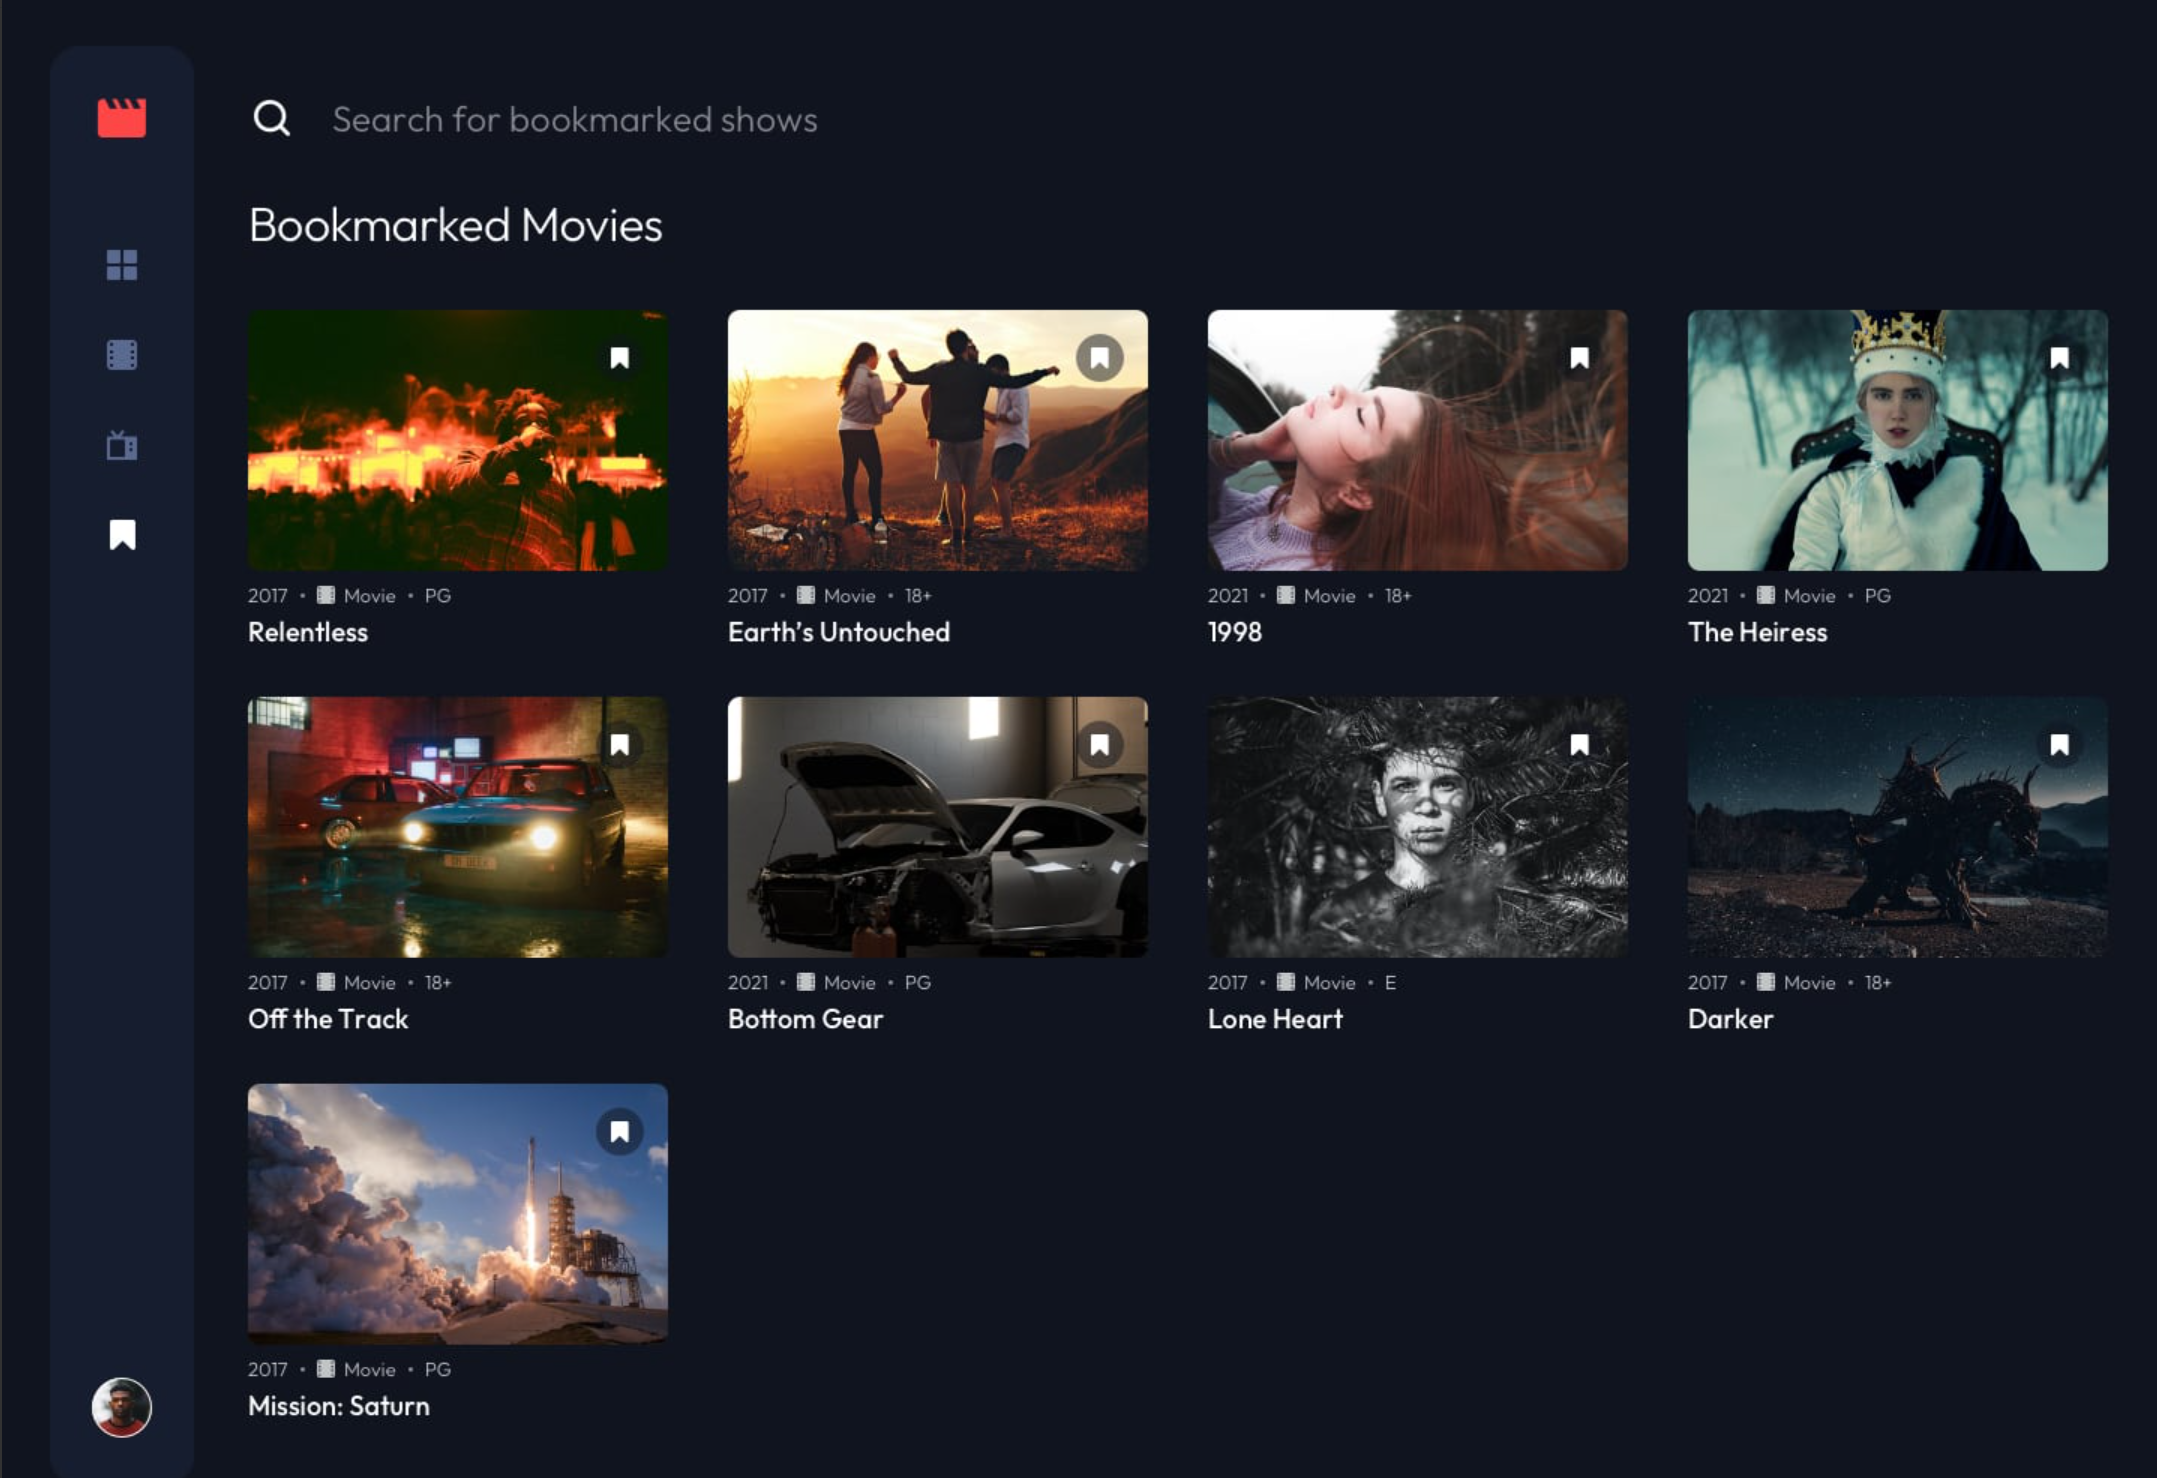 Search for bookmarked shows
Bookmarked Movies
2017 • Movie • PG
Relentless
2017 • Movie • 18+
Earth's Untouched
2021 • Movie • 18+
1998
2021 • Movie • PG
The Heiress
2017 • Movie • 18+
Off the Track
2021 • Movie • PG
Bottom Gear
2017 • Movie • E
Lone Heart
2017 • Movie • 18+
Darker
2017 • Movie • PG
Mission: Saturn